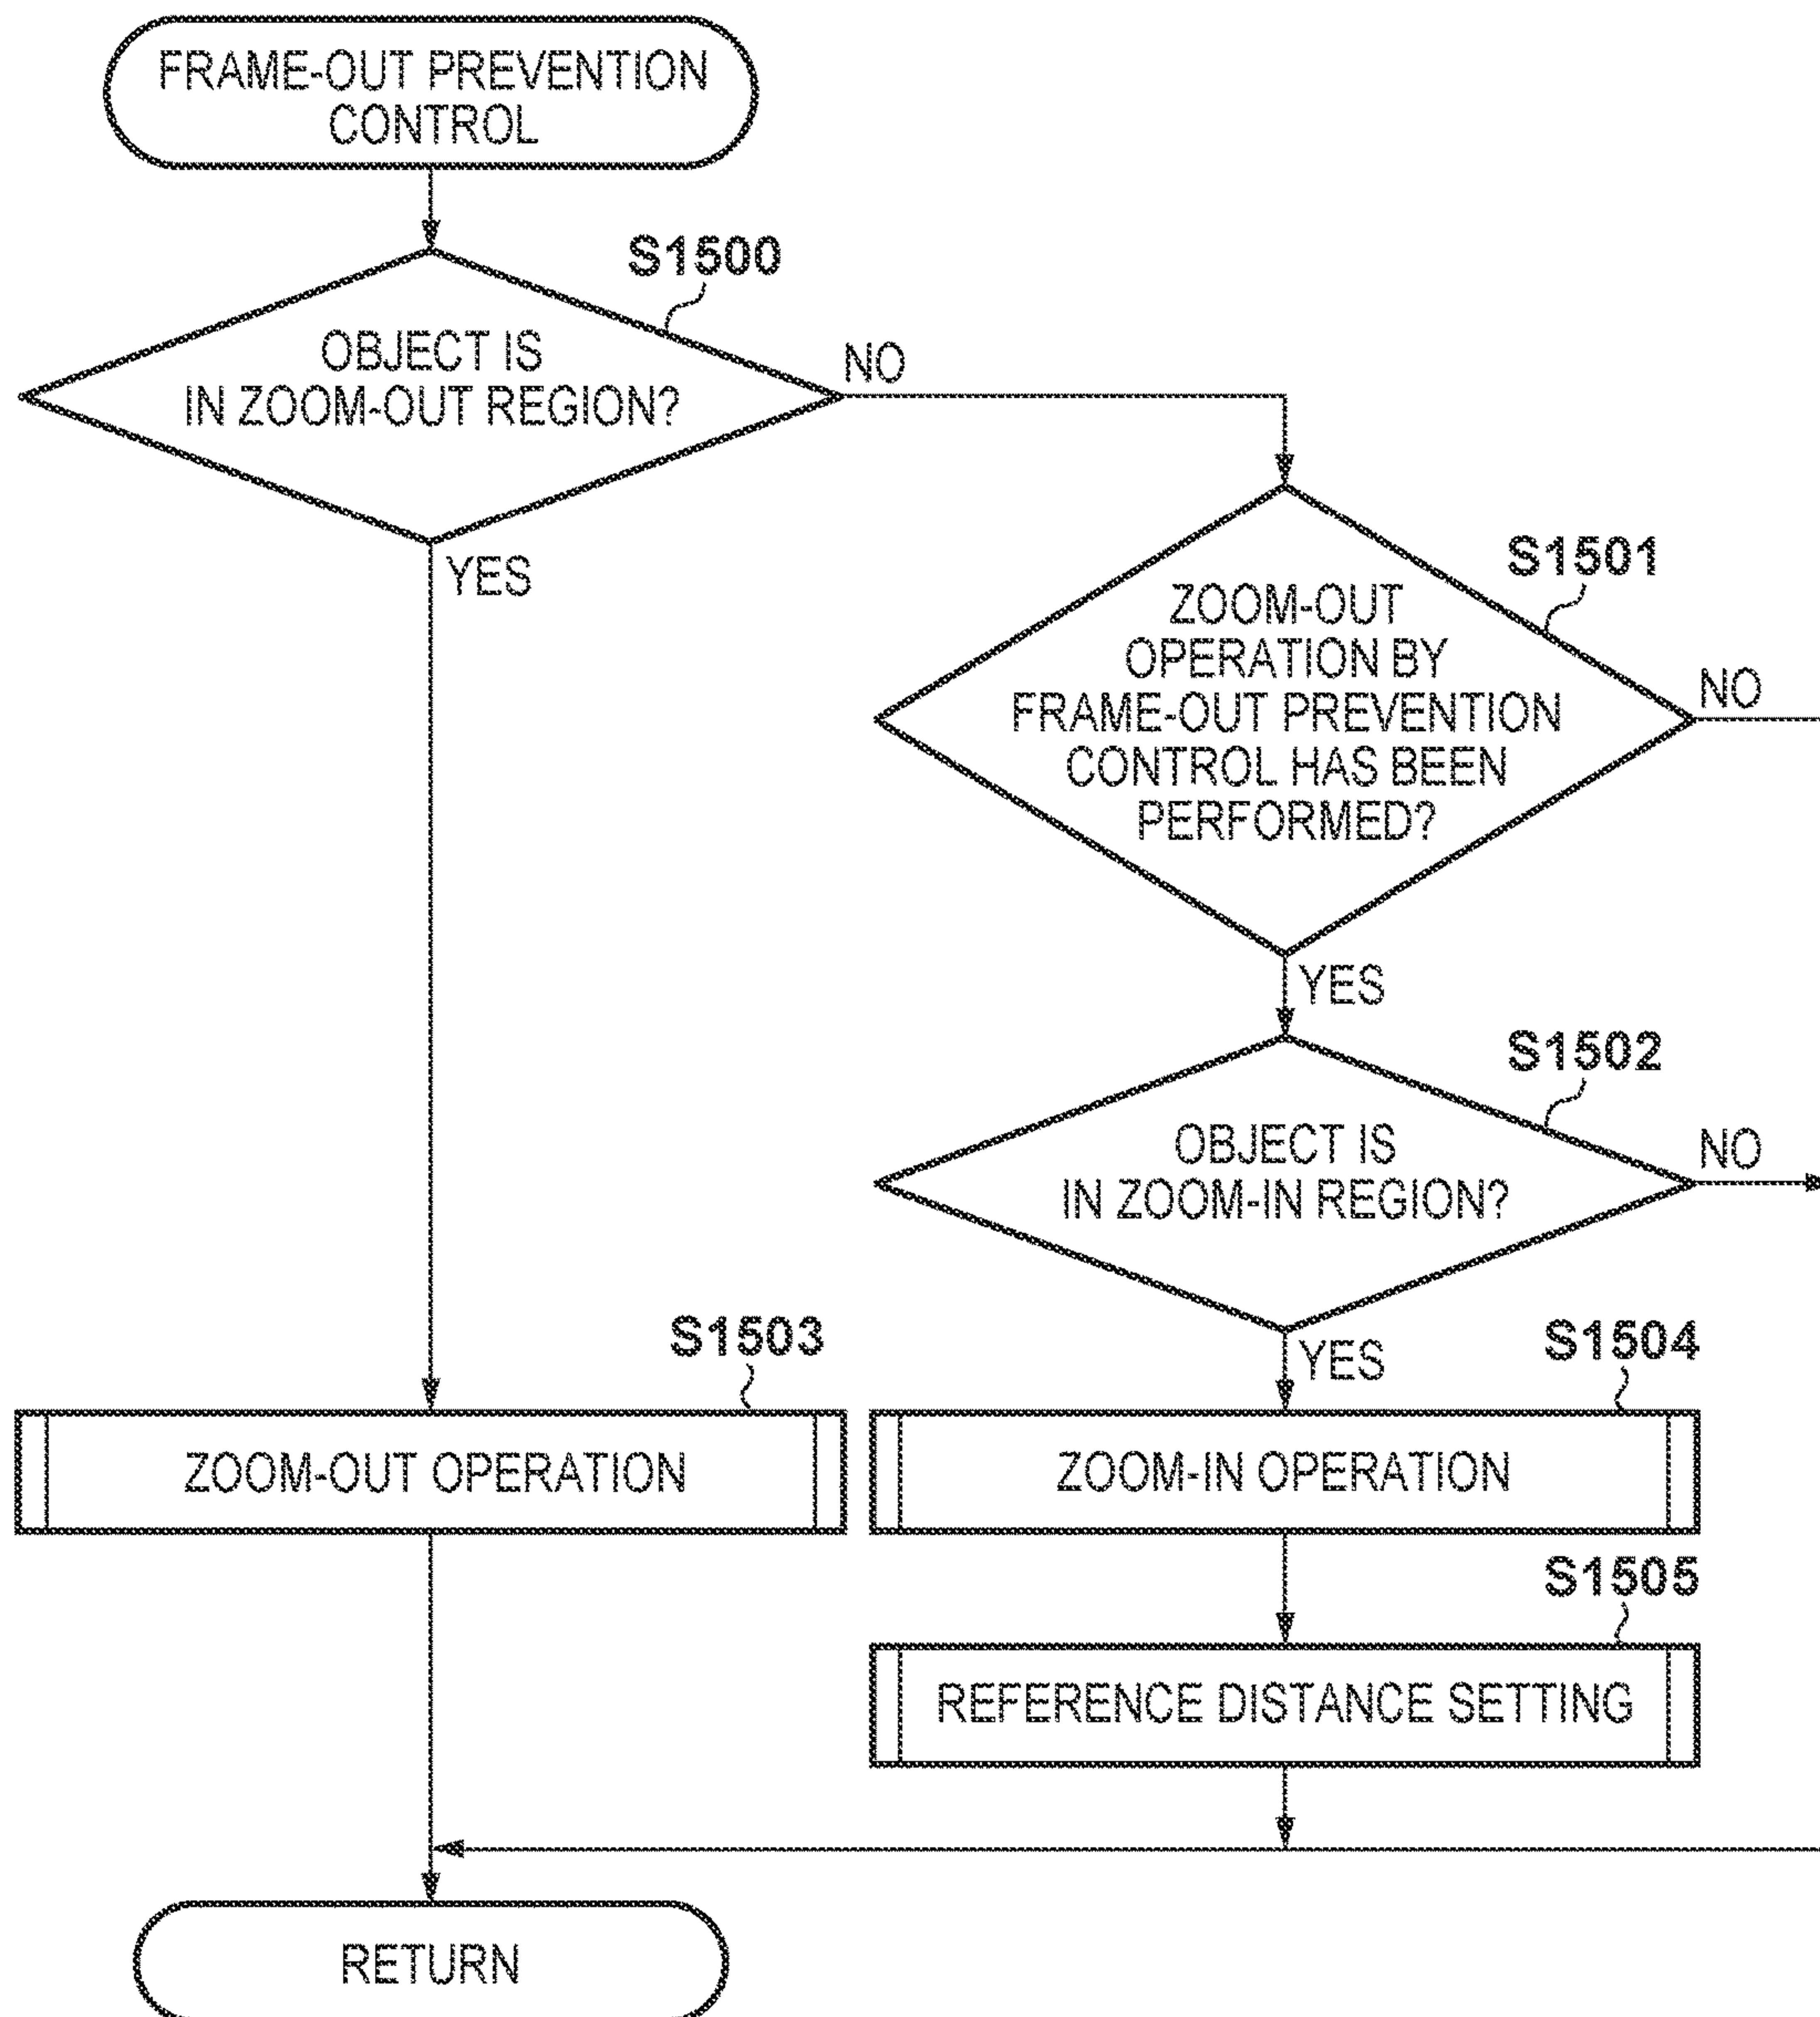 FRAME-OUT PREVENTION
CONTROL
S1500
OBJECT IS
IN ZOOM-OUT REGION?
NO
YES
S1501
ZOOM-OUT
OPERATION BY
FRAME-OUT PREVENTION
CONTROL HAS BEEN
PERFORMED?
NO
YES
S1502
OBJECT IS
IN ZOOM-IN REGION?
NO
YES
S1503
ZOOM-OUT OPERATION
S1504
ZOOM-IN OPERATION
S1505
REFERENCE DISTANCE SETTING
RETURN